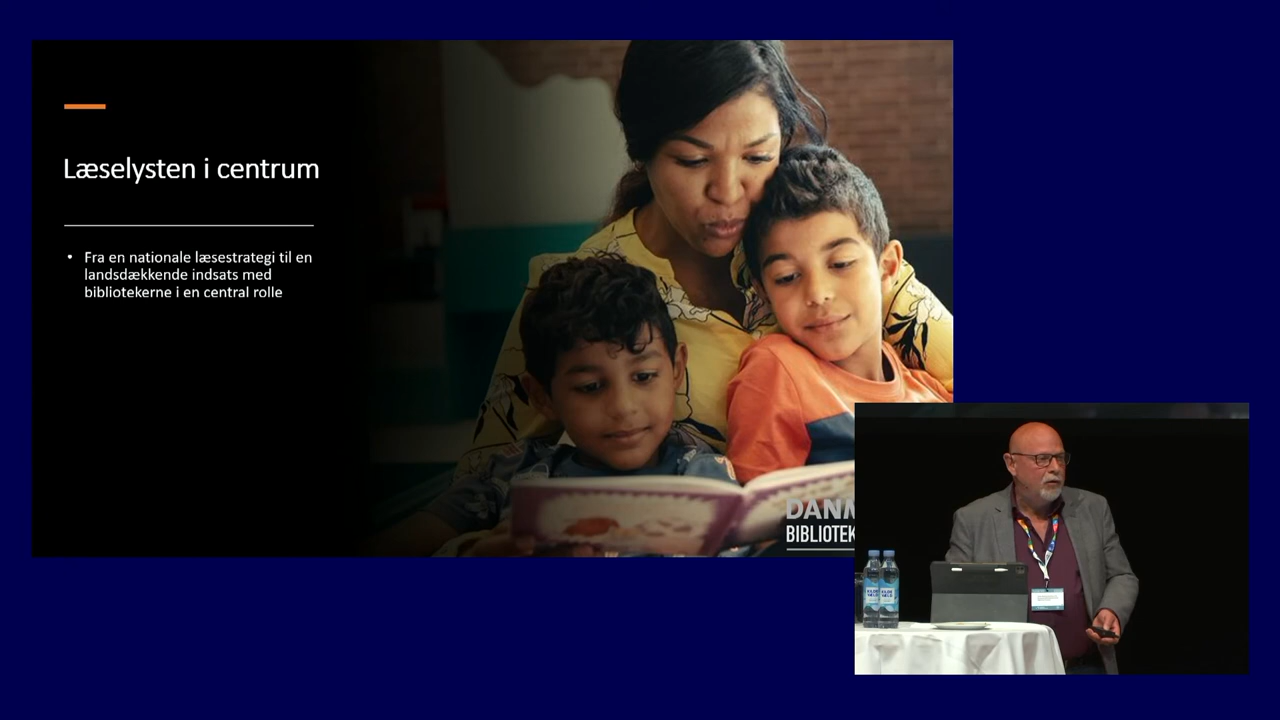 Læselysten i centrum
• Fra en nationale læsestrategi til en
landsdækkende indsats med
bibliotekerne i en central rolle
DANM
BIBLIOTEK